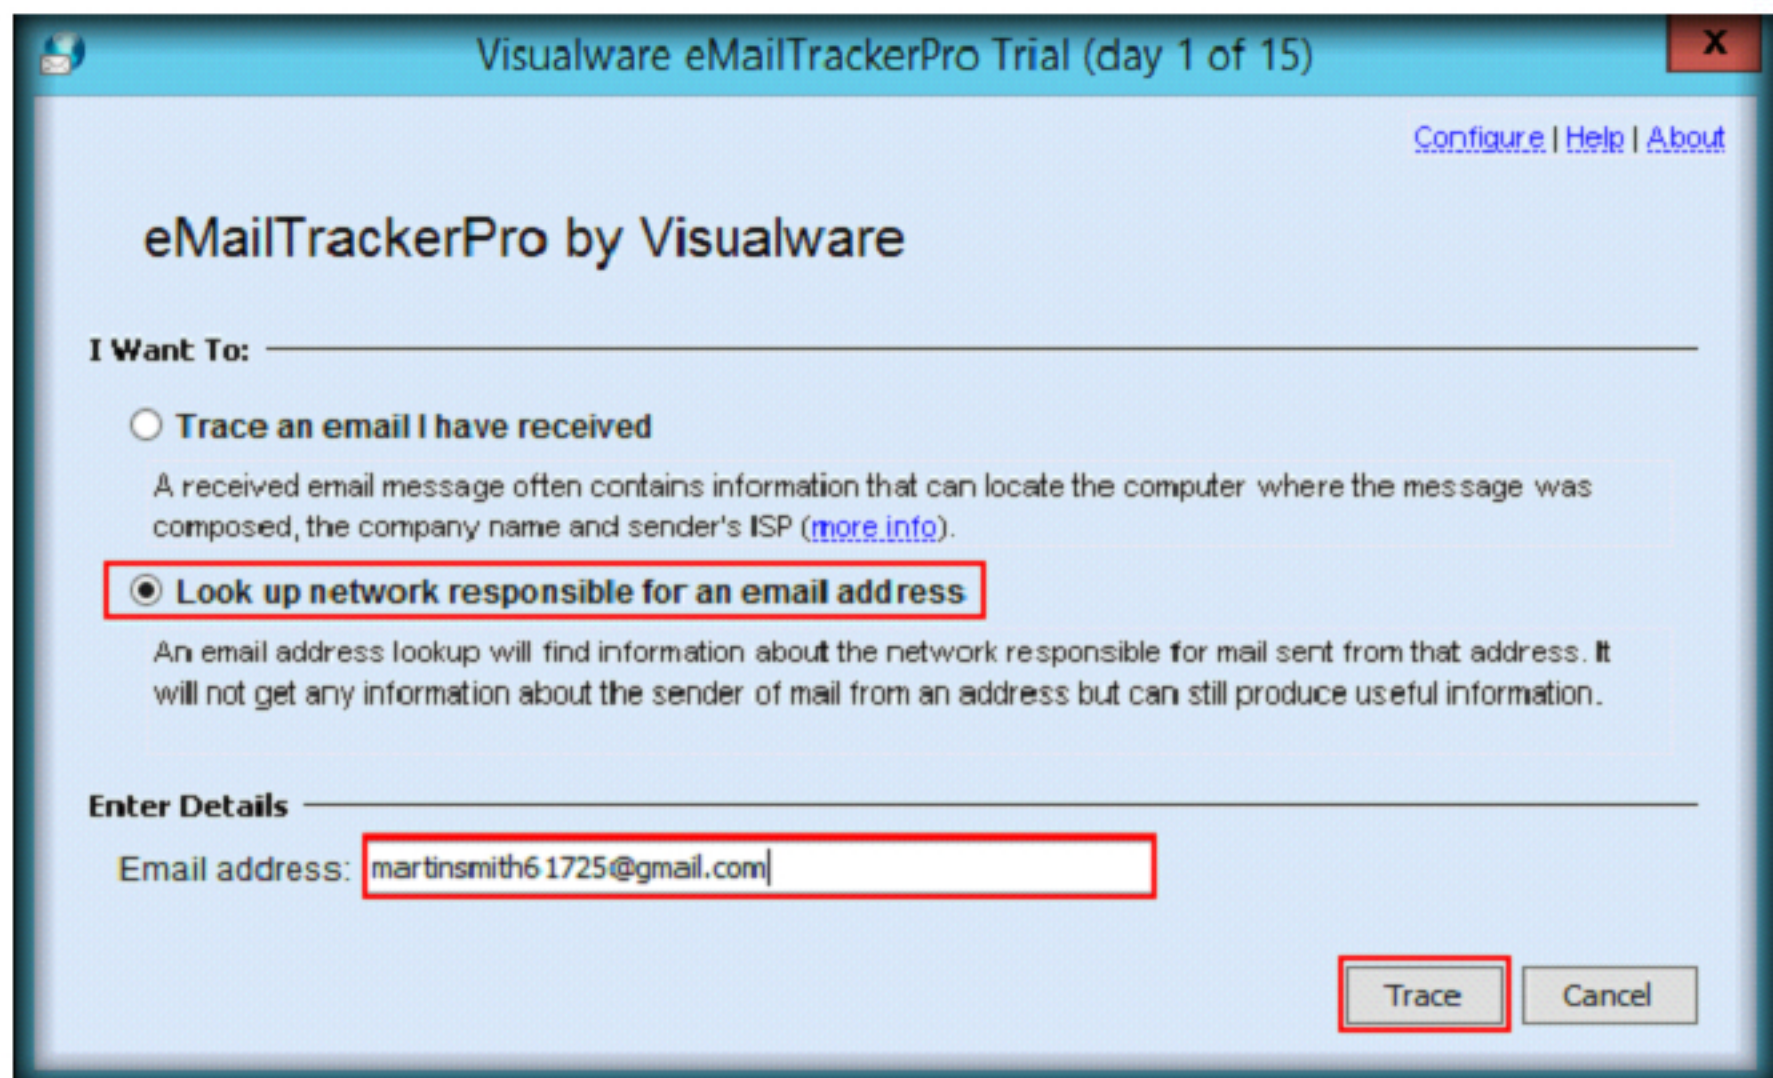 Visualware eMailTrackerPro Trial (day 1 of 15)
X
Configure | Help | About
eMailTrackerPro by Visualware
I Want To:
Trace an email I have received
A received email message often contains information that can locate the computer where the message was
composed, the company name and sender's ISP (more info).
Look up network responsible for an email address
An email address lookup will find information about the network responsible for mail sent from that address. It
will not get any information about the sender of mail from an address but can still produce useful information.
Enter Details
Email address: martinsmith61725@gmail.com
Trace Cancel